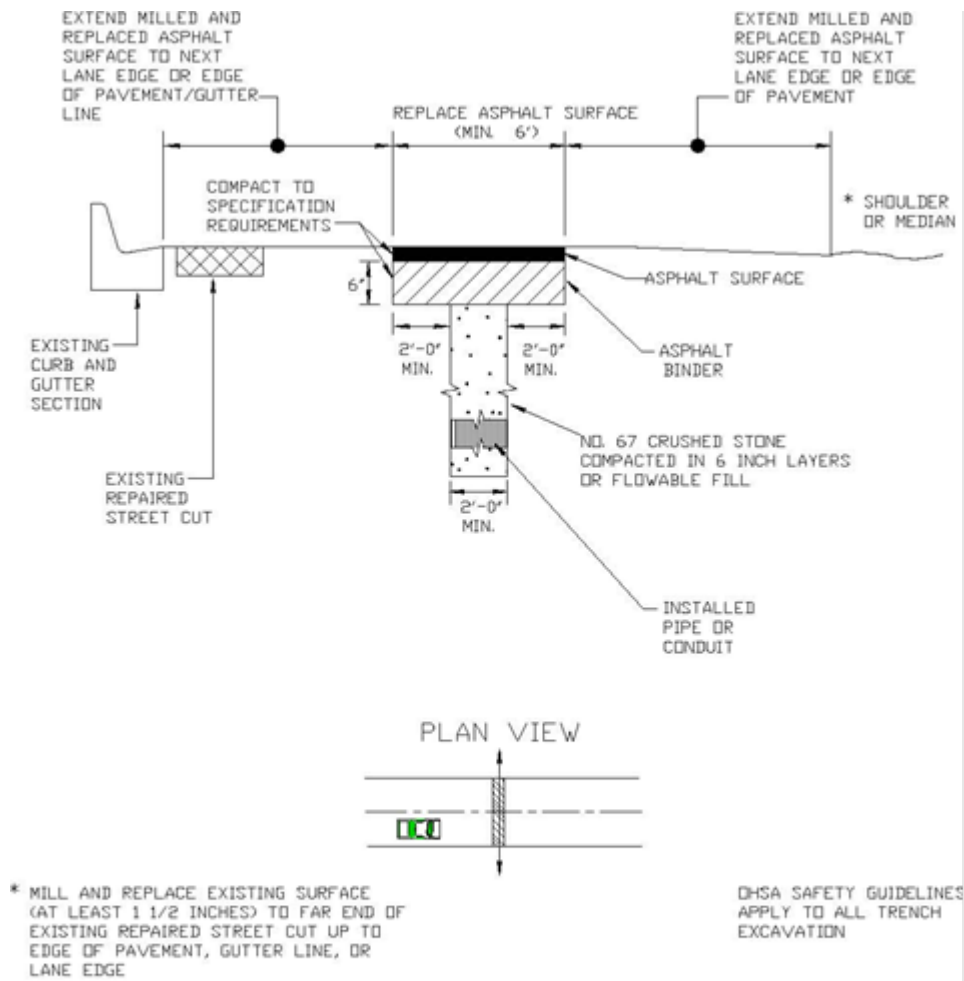 EXTEND MILLED AND
REPLACED ASPHALT
SURFACE TO NEXT
LANE EDGE OR EDGE
OF PAVEMENT/GUTTER
LINE
EXTEND MILLED AND
REPLACED ASPHALT
SURFACE TO NEXT
LANE EDGE OR EDGE
OF PAVEMENT
REPLACE ASPHALT SURFACE
(MIN. 6')
COMPACT TO
SPECIFICATION
REQUIREMENTS
* SHOULDER
OR MEDIAN
6"
ASPHALT SURFACE
2'-0"
MIN.
2'-0"
MIN.
ASPHALT
BINDER
EXISTING
CURB AND
GUTTER
SECTION
NO. 67 CRUSHED STONE
COMPACTED IN 6 INCH LAYERS
OR FLOWABLE FILL
EXISTING
REPAIRED
STREET CUT
2'-0"
MIN.
INSTALLED
PIPE OR
CONDUIT
PLAN VIEW
* MILL AND REPLACE EXISTING SURFACE
(AT LEAST 1 1/2 INCHES) TO FAR END OF
EXISTING REPAIRED STREET CUT UP TO
EDGE OF PAVEMENT, GUTTER LINE, OR
LANE EDGE
OHSA SAFETY GUIDELINES
APPLY TO ALL TRENCH
EXCAVATION